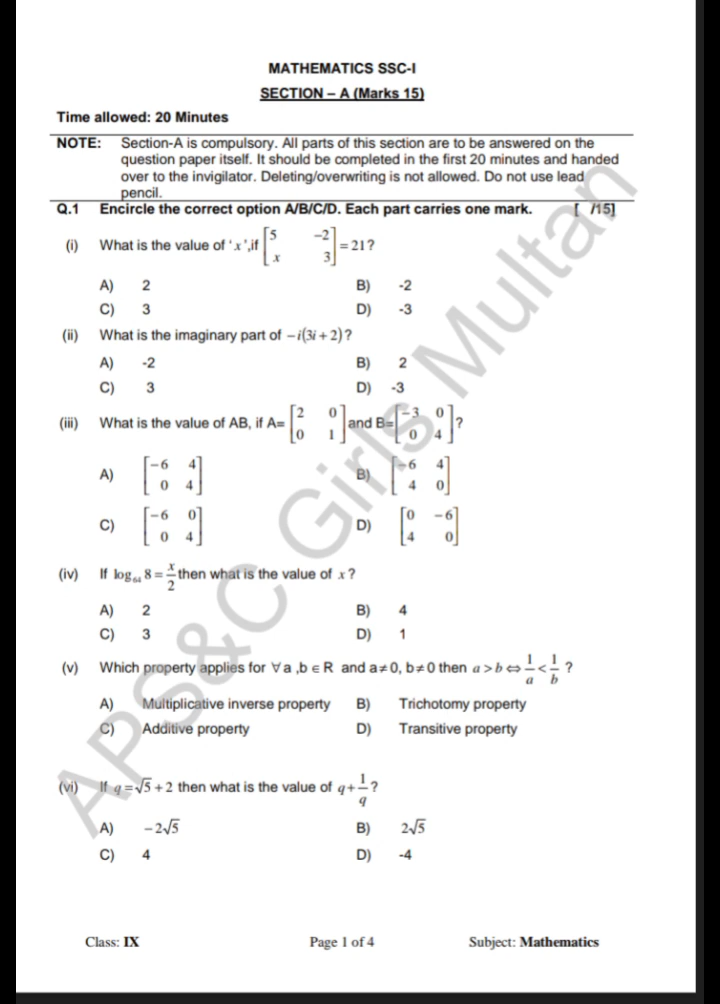 MATHEMATICS SSC-I
SECTION – A (Marks 15)
Time allowed: 20 Minutes
NOTE: Section-A is compulsory. All parts of this section are to be answered on the
question paper itself. It should be completed in the first 20 minutes and handed
over to the invigilator. Deleting/overwriting is not allowed. Do not use lead
pencil.
Q.1 Encircle the correct option A/B/C/D. Each part carries one mark. [ /15]
(i) What is the value of ' x ',if [5 -2; x 3] = 21?
A) 2 B) -2
C) 3 D) -3
(ii) What is the imaginary part of −i(3i + 2)?
A) -2 B) 2
C) 3 D) -3
(iii) What is the value of AB, if A= [2 0; 0 1] and B= [−3 0; 0 4]?
A) [−6 4; 0 4] B) [−6 4; 4 0]
C) [−6 0; 0 4] D) [0 −6; 4 0]
(iv) If log₆₄ 8 = x/2 then what is the value of x?
A) 2 B) 4
C) 3 D) 1
(v) Which property applies for ∀a ,b ∈ R and a≠0, b≠0 then a > b ⇔ 1/a < 1/b ?
A) Multiplicative inverse property B) Trichotomy property
C) Additive property D) Transitive property
(vi) If q = √5 + 2 then what is the value of q + 1/q?
A) −2√5 B) 2√5
C) 4 D) -4
Class: IX Page 1 of 4 Subject: Mathematics
APS&C Girls Multan